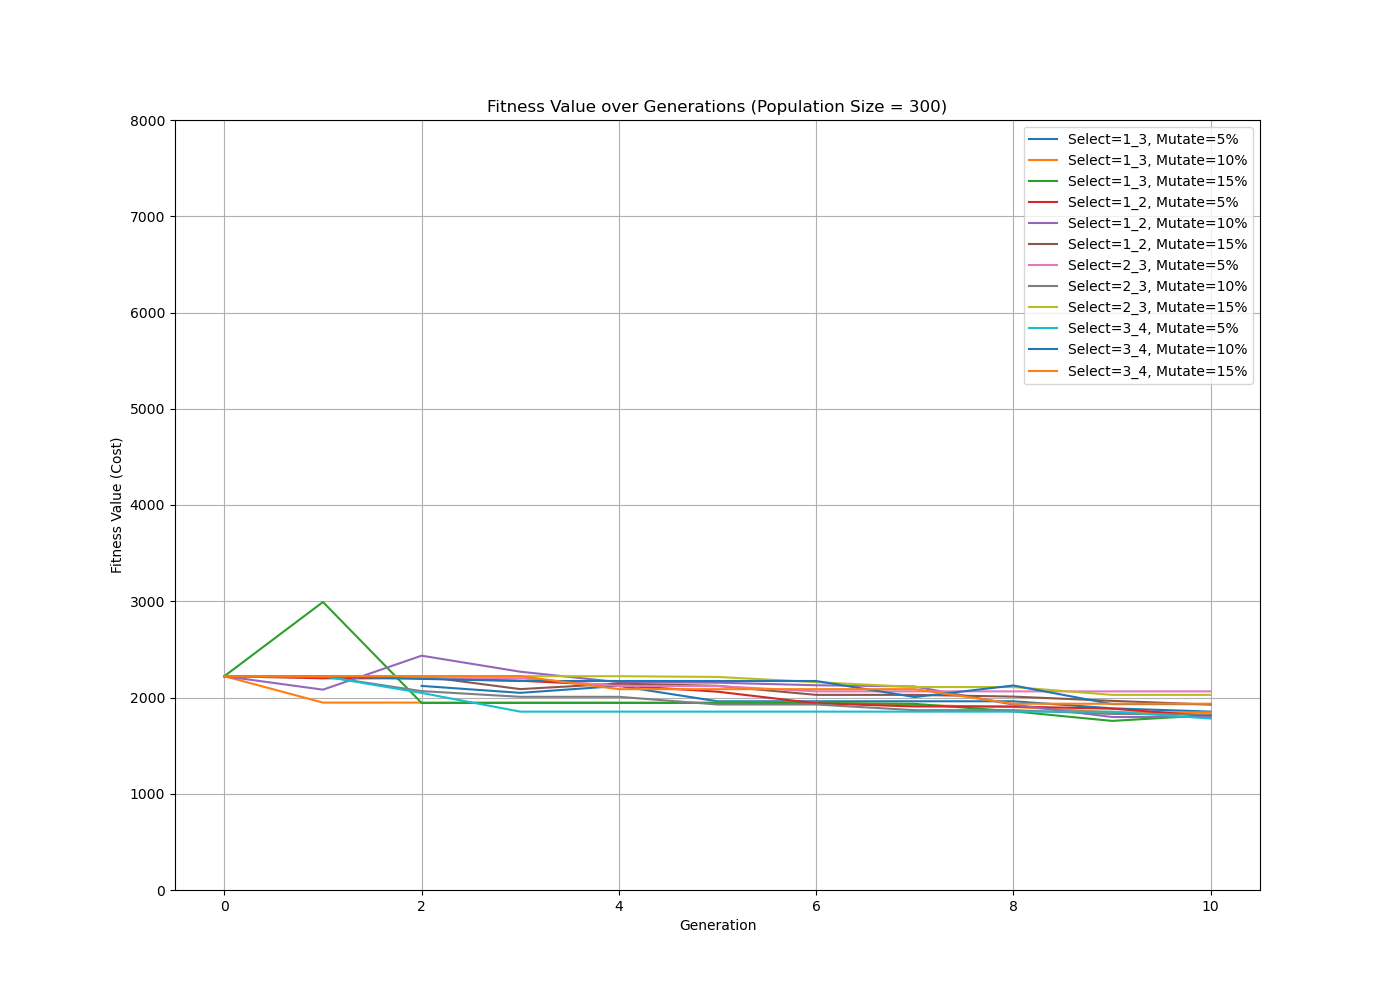 Fitness Value over Generations (Population Size = 300)
8000
7000
6000
5000
4000
3000
2000
1000
0
Fitness Value (Cost)
Select=1_3, Mutate=5%
Select=1_3, Mutate=10%
Select=1_3, Mutate=15%
Select=1_2, Mutate=5%
Select=1_2, Mutate=10%
Select=1_2, Mutate=15%
Select=2_3, Mutate=5%
Select=2_3, Mutate=10%
Select=2_3, Mutate=15%
Select=3_4, Mutate=5%
Select=3_4, Mutate=10%
Select=3_4, Mutate=15%
0 2 4 6 8 10
Generation